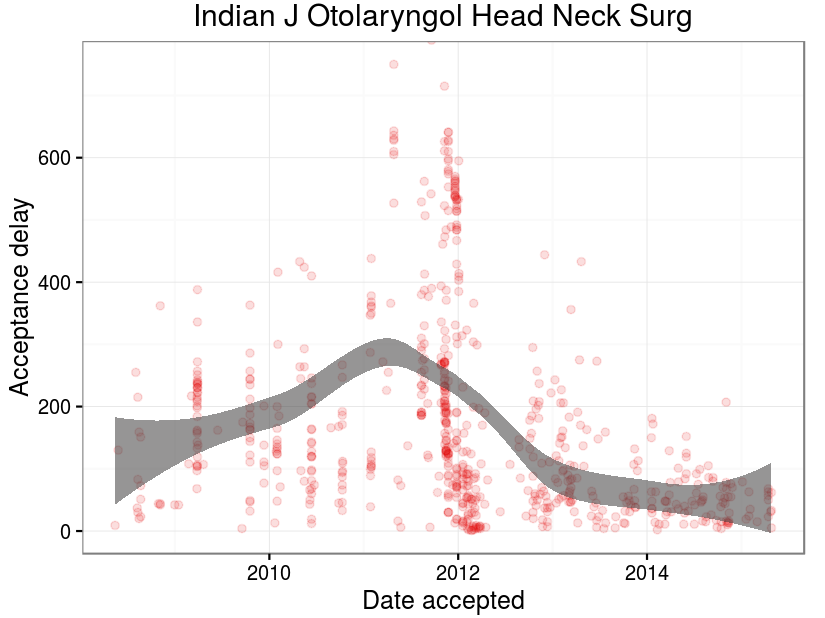 Indian J Otolaryngol Head Neck Surg
Acceptance delay
600
400
200
0
2010 2012 2014
Date accepted